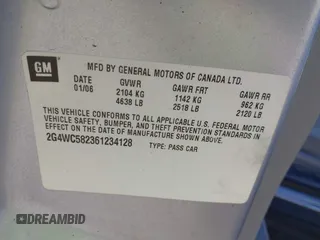 GM
MFD BY GENERAL MOTORS OF CANADA LTD.
DATE GVWR GAWR FRT GAWR RR
01/06 2104 KG 1142 KG 962 KG
4638 LB 2518 LB 2120 LB
THIS VEHICLE CONFORMS TO ALL APPLICABLE U.S. FEDERAL MOTOR
VEHICLE SAFETY, BUMPER, AND THEFT PREVENTION STANDARDS IN
EFFECT ON THE DATE OF MANUFACTURE SHOWN ABOVE.
2G4WC582361234128 TYPE: PASS CAR
DREAMBID